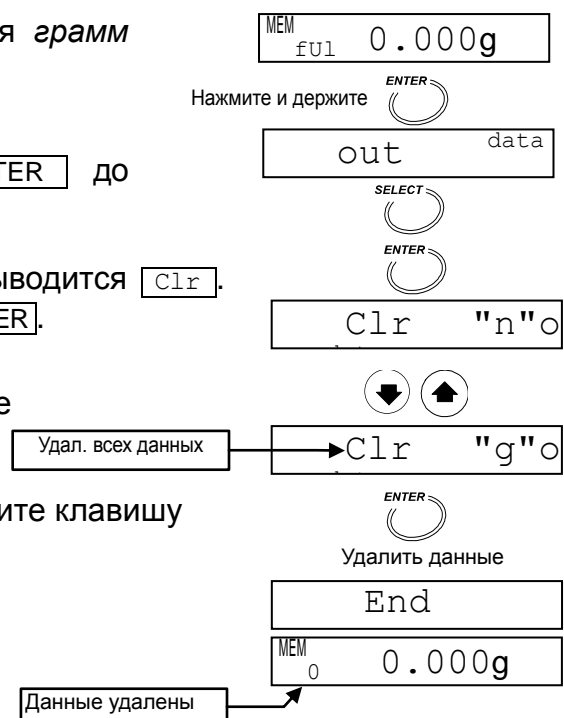 я грамм
MEM
fUl 0.000g
ENTER
Нажмите и держите
out data
TER до
SELECT
ENTER
ыводится Clr .
ER .
Clr "n"o
е
Удал. всех данных
Clr "g"o
ите клавишу
ENTER
Удалить данные
End
MEM
0 0.000g
Данные удалены